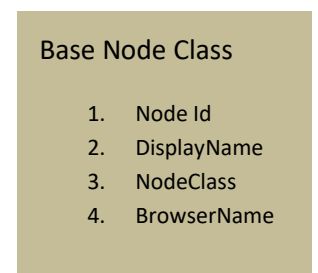 Base Node Class
1. Node Id
2. DisplayName
3. NodeClass
4. BrowserName